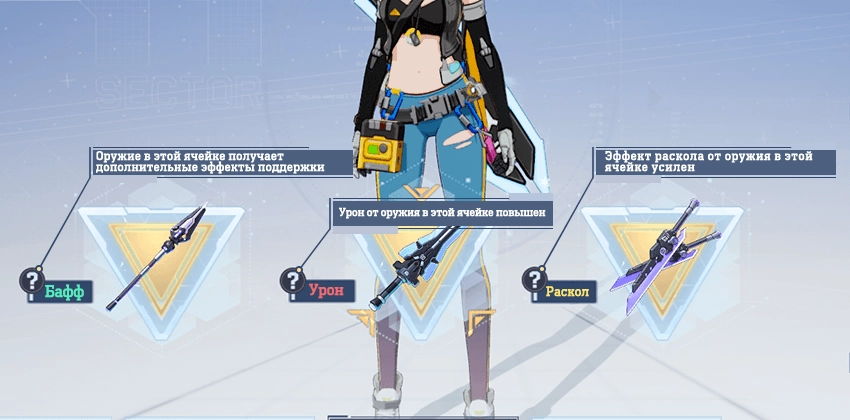 SECTOR
Оружие в этой ячейке получает
дополнительные эффекты поддержки
Эффект раскола от оружия в этой
ячейке усилен
Урон от оружия в этой ячейке повышен
?
Бафф
?
Урон
?
Раскол